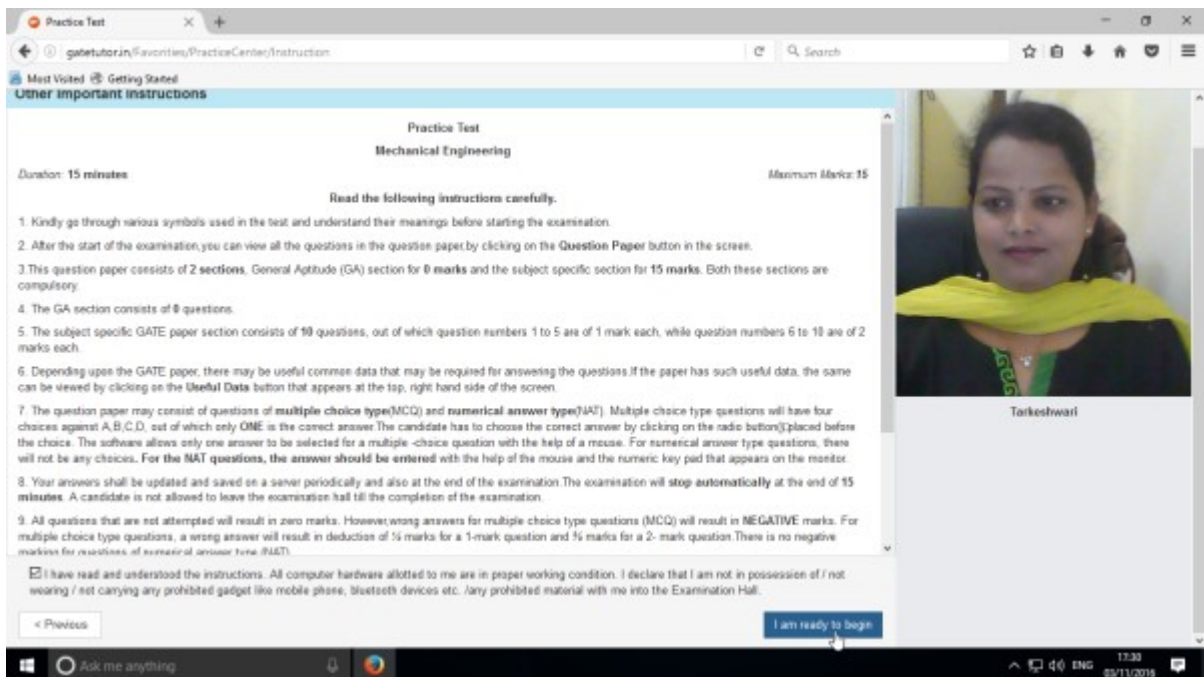 Practice Test
gatetutor.in/Favorities/PracticeCenter/Instruction
Search
Most Visited Getting Started
Other Important Instructions
Practice Test
Mechanical Engineering
Duration: 15 minutes Maximum Marks:15
Read the following instructions carefully.
1. Kindly go through various symbols used in the test and understand their meanings before starting the examination.
2. After the start of the examination,you can view all the questions in the question paper,by clicking on the Question Paper button in the screen.
3.This question paper consists of 2 sections, General Aptitude (GA) section for 0 marks and the subject specific section for 15 marks. Both these sections are
compulsory.
4. The GA section consists of 0 questions.
5. The subject specific GATE paper section consists of 10 questions, out of which question numbers 1 to 5 are of 1 mark each, while question numbers 6 to 10 are of 2
marks each.
6. Depending upon the GATE paper, there may be useful common data that may be required for answering the questions.If the paper has such useful data, the same
can be viewed by clicking on the Useful Data button that appears at the top, right hand side of the screen.
7. The question paper may consist of questions of multiple choice type(MCQ) and numerical answer type(NAT). Multiple choice type questions will have four
choices against A,B,C,D, out of which only ONE is the correct answer.The candidate has to choose the correct answer by clicking on the radio button()placed before
the choice. The software allows only one answer to be selected for a multiple -choice question with the help of a mouse. For numerical answer type questions, there
will not be any choices. For the NAT questions, the answer should be entered with the help of the mouse and the numeric key pad that appears on the monitor.
8. Your answers shall be updated and saved on a server periodically and also at the end of the examination.The examination will stop automatically at the end of 15
minutes. A candidate is not allowed to leave the examination hall till the completion of the examination.
9. All questions that are not attempted will result in zero marks. However,wrong answers for multiple choice type questions (MCQ) will result in NEGATIVE marks. For
multiple choice type questions, a wrong answer will result in deduction of marks for a 1-mark question and marks for a 2- mark question.There is no negative
marking for questions of numerical answer type (NAT)
I have read and understood the instructions. All computer hardware allotted to me are in proper working condition. I declare that I am not in possession of / not
wearing / not carrying any prohibited gadget like mobile phone, bluetooth devices etc. /any prohibited material with me into the Examination Hall.
< Previous
I am ready to begin
Tarkeshwari
Ask me anything
ENG
17:30
03/11/2016